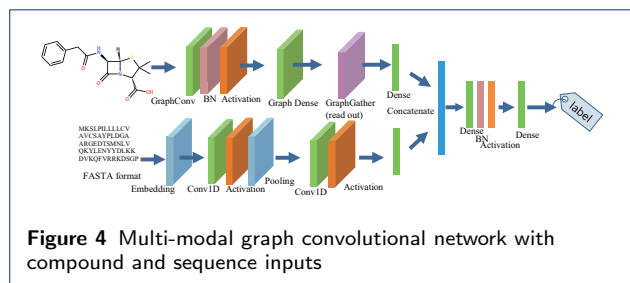 O
HN
H
S
O
N
O
OH
GraphConv
BN
Activation
Graph Dense
GraphGather
(read out)
Dense
Concatenate
Dense
BN
Activation
Dense
label
MKSLPILLLLCV
AVCSAYPLDGA
ARGEDTSMNLV
QKYLENYYDLKK
DVKQFVRRKDSGP
FASTA format
Embedding
Conv1D
Activation
Pooling
Conv1D
Activation
Figure 4 Multi-modal graph convolutional network with
compound and sequence inputs